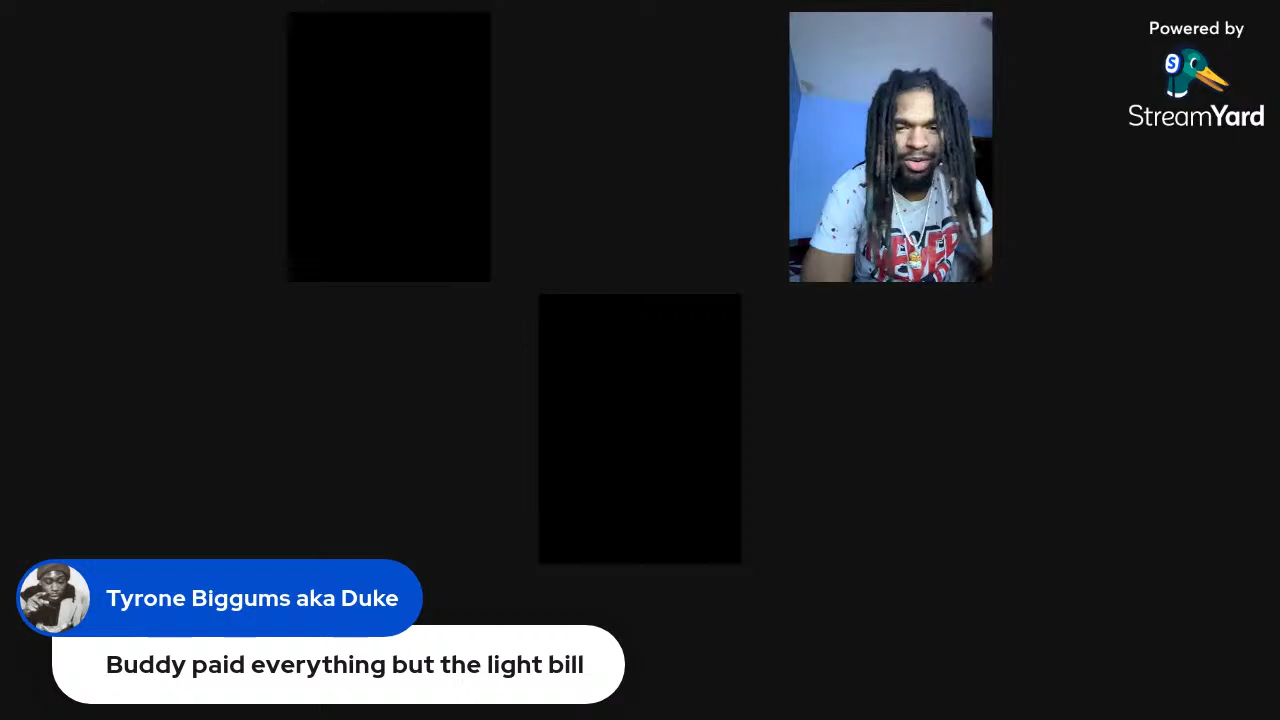 Powered by
StreamYard
Tyrone Biggums aka Duke
Buddy paid everything but the light bill